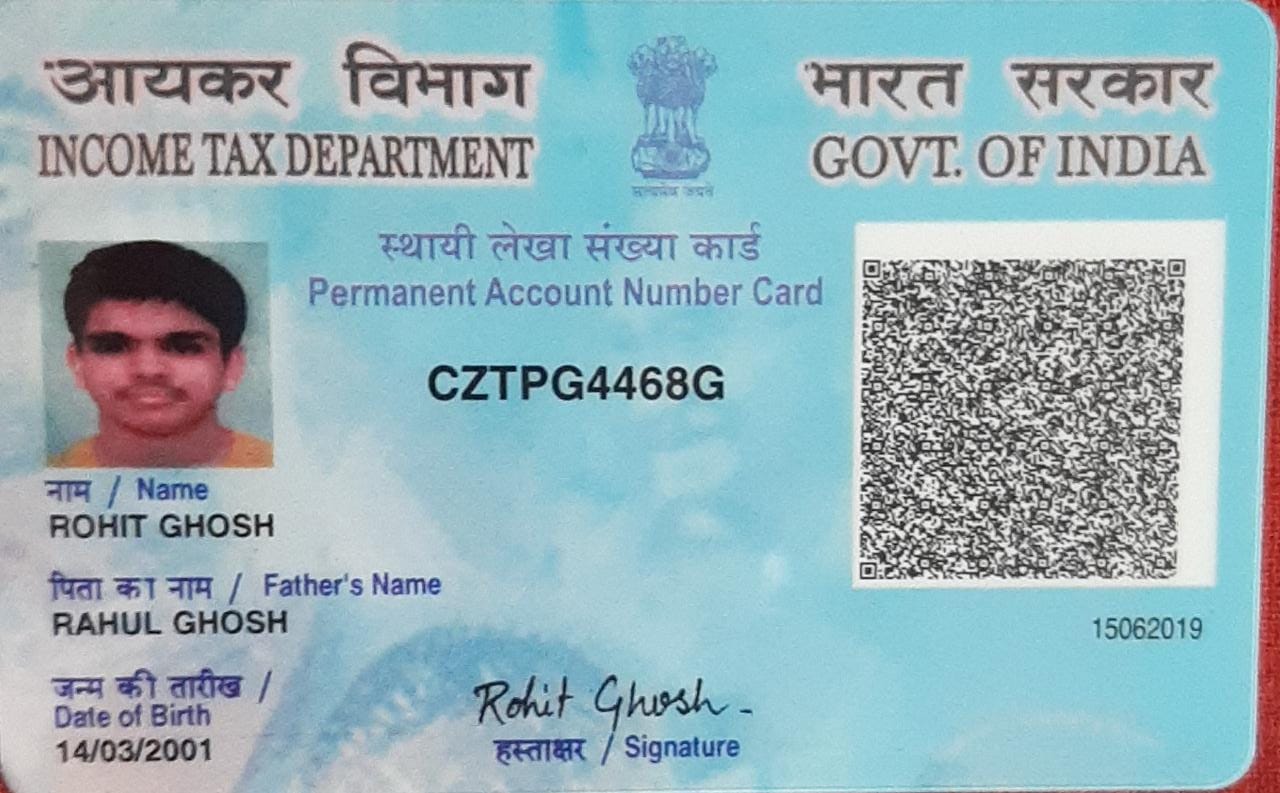 आयकर विभाग
INCOME TAX DEPARTMENT
सत्यमेव जयते
भारत सरकार
GOVT. OF INDIA
स्थायी लेखा संख्या कार्ड
Permanent Account Number Card
CZTPG4468G
नाम / Name
ROHIT GHOSH
पिता का नाम / Father's Name
RAHUL GHOSH
15062019
जन्म की तारीख /
Date of Birth
14/03/2001
Rohit Ghosh
हस्ताक्षर / Signature